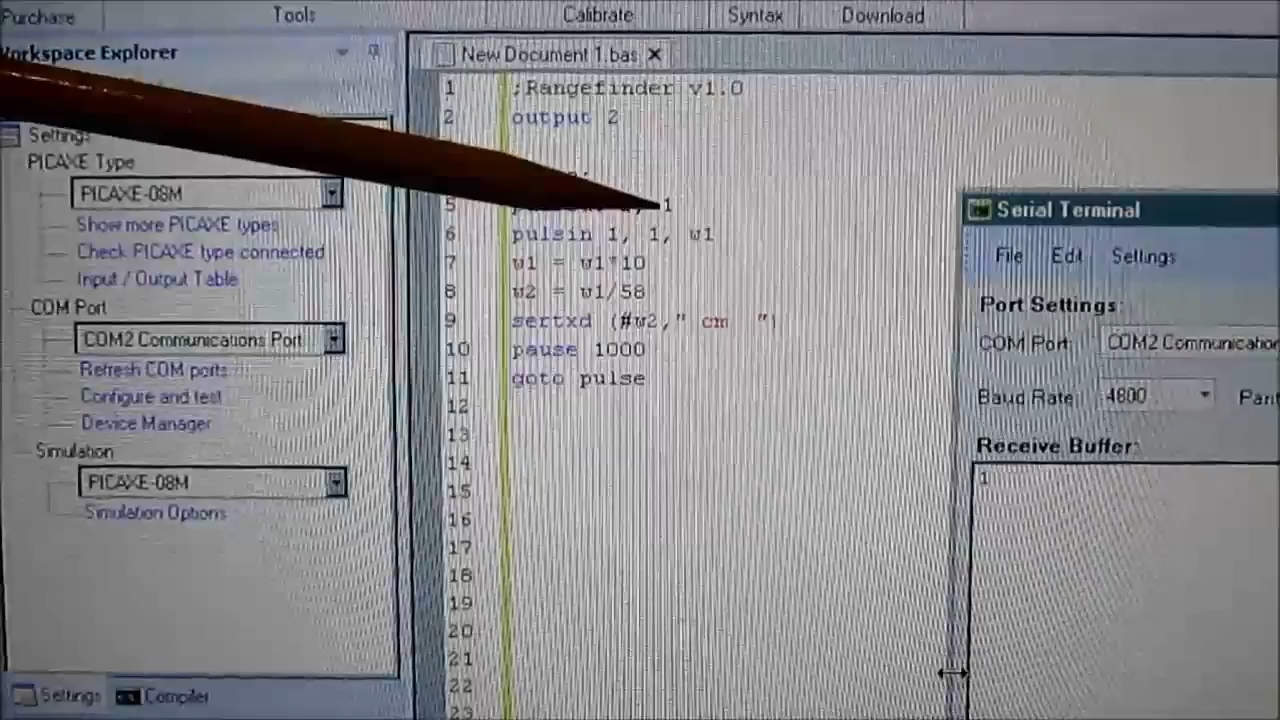 Purchase Tools Calibrate Syntax Download
Workspace Explorer
New Document 1.bas
1 ;Rangefinder v1.0
2 output 2
Settings
PICAXE Type
PICAXE-08M
Show more PICAXE types
Check PICAXE type connected
Input / Output Table
COM Port
COM2 Communications Port
Refresh COM ports
Configure and test
Device Manager
Simulation
PICAXE-08M
Simulation Options
Settings Compiler
5 1
6 pulsin 1, 1, w1
7 w1 = w1*10
8 w2 = w1/58
9 sertxd (#w2," cm  ")
10 pause 1000
11 goto pulse
12
13
14
15
16
17
18
19
20
21
22
23
Serial Terminal
File Edit Settings
Port Settings:
COM Port: COM2 Communication
Baud Rate: 4800
Receive Buffer:
1